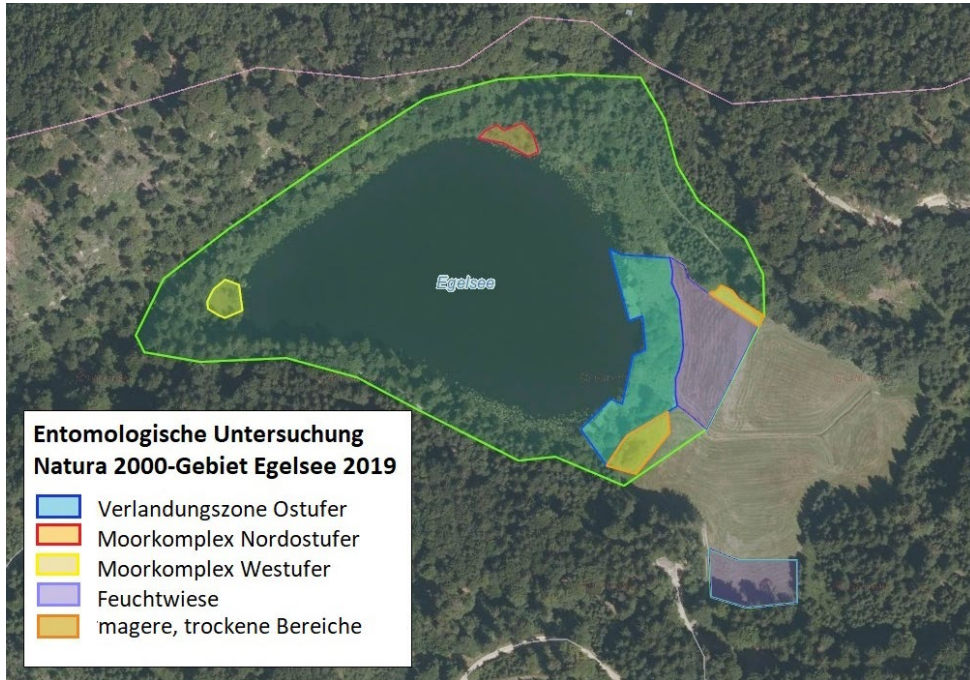 Egelsee
Entomologische Untersuchung
Natura 2000-Gebiet Egelsee 2019
Verlandungszone Ostufer
Moorkomplex Nordostufer
Moorkomplex Westufer
Feuchtwiese
magere, trockene Bereiche